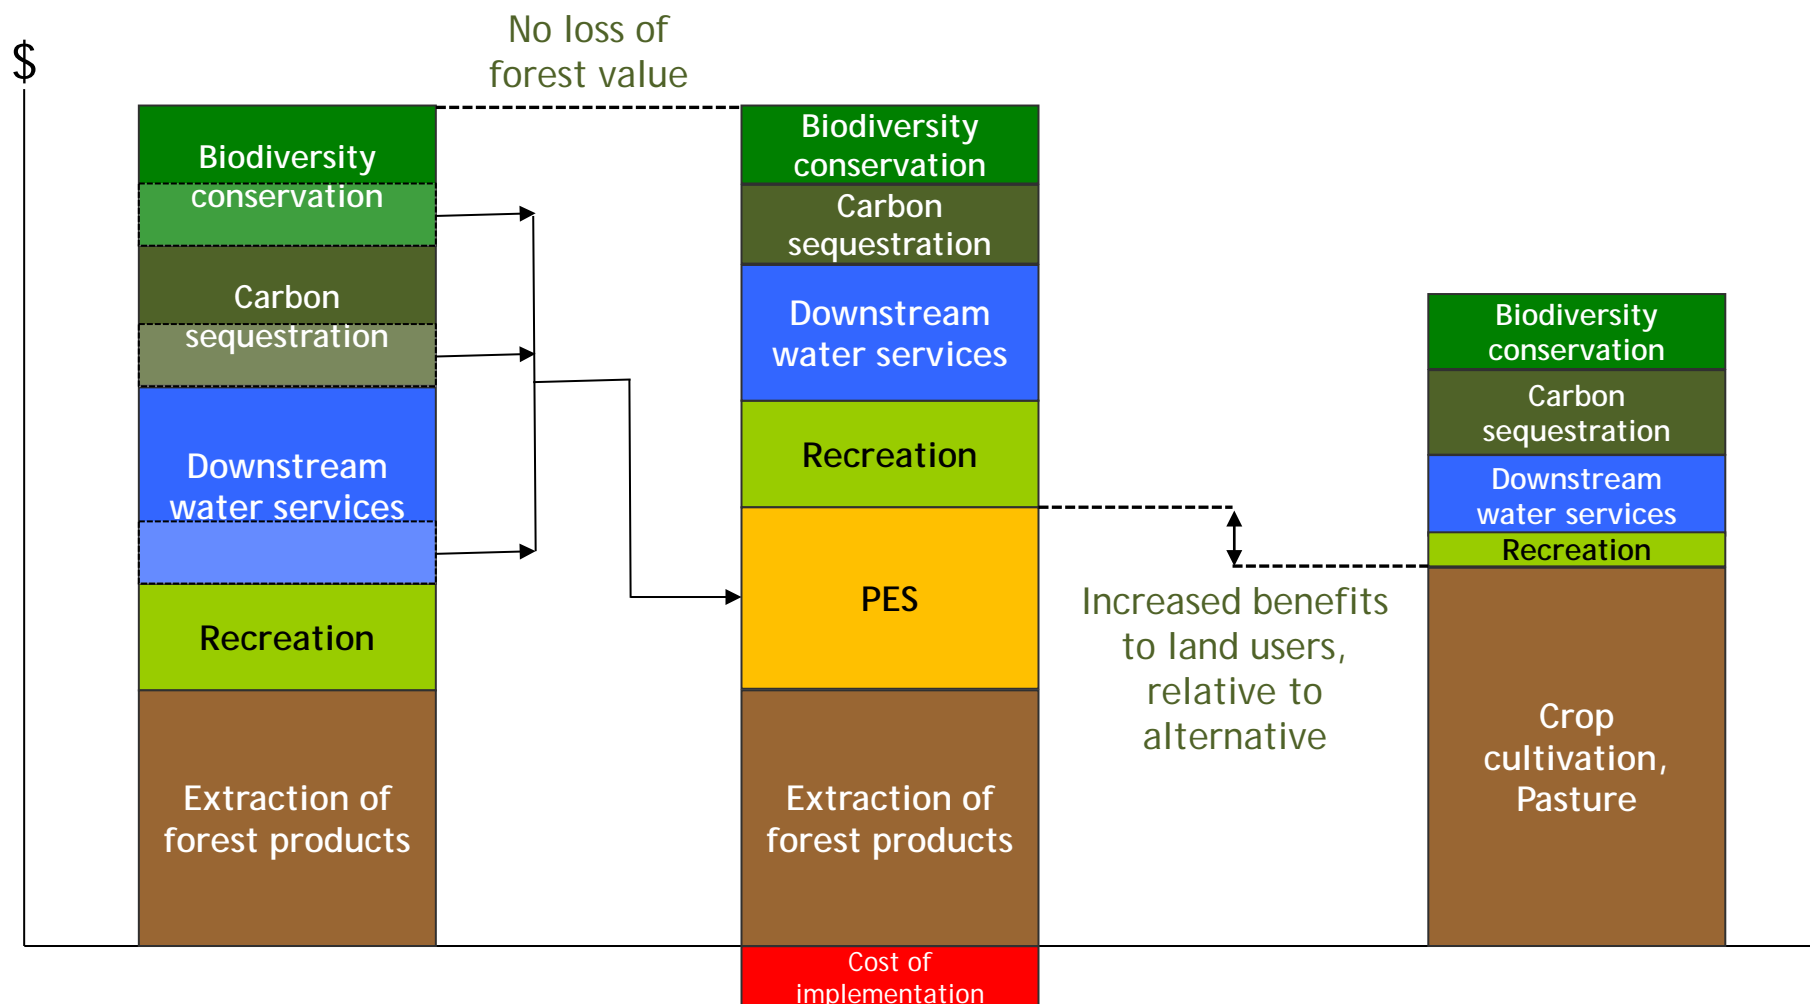 $
No loss of
forest value
Biodiversity
conservation
Carbon
sequestration
Downstream
water services
Recreation
Extraction of
forest products
Biodiversity
conservation
Carbon
sequestration
Downstream
water services
Recreation
PES
Extraction of
forest products
Cost of
implementation
Increased benefits
to land users,
relative to
alternative
Biodiversity
conservation
Carbon
sequestration
Downstream
water services
Recreation
Crop
cultivation,
Pasture